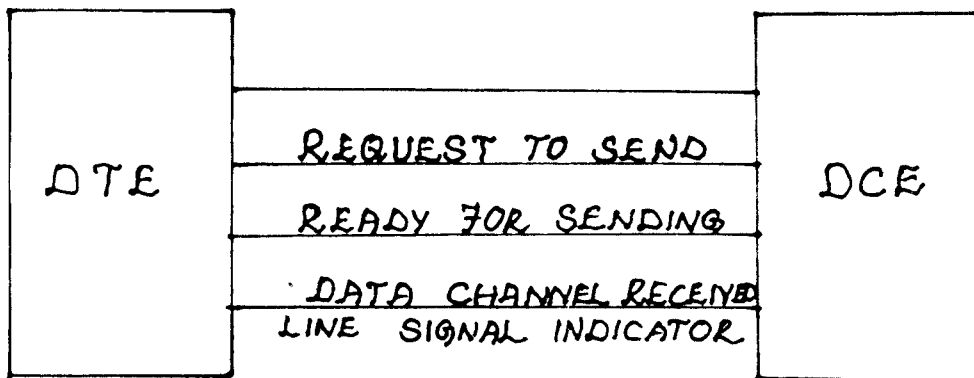 REQUEST TO SEND
DTE
DCE
READY FOR SENDING
DATA CHANNEL RECEIVED
LINE SIGNAL INDICATOR